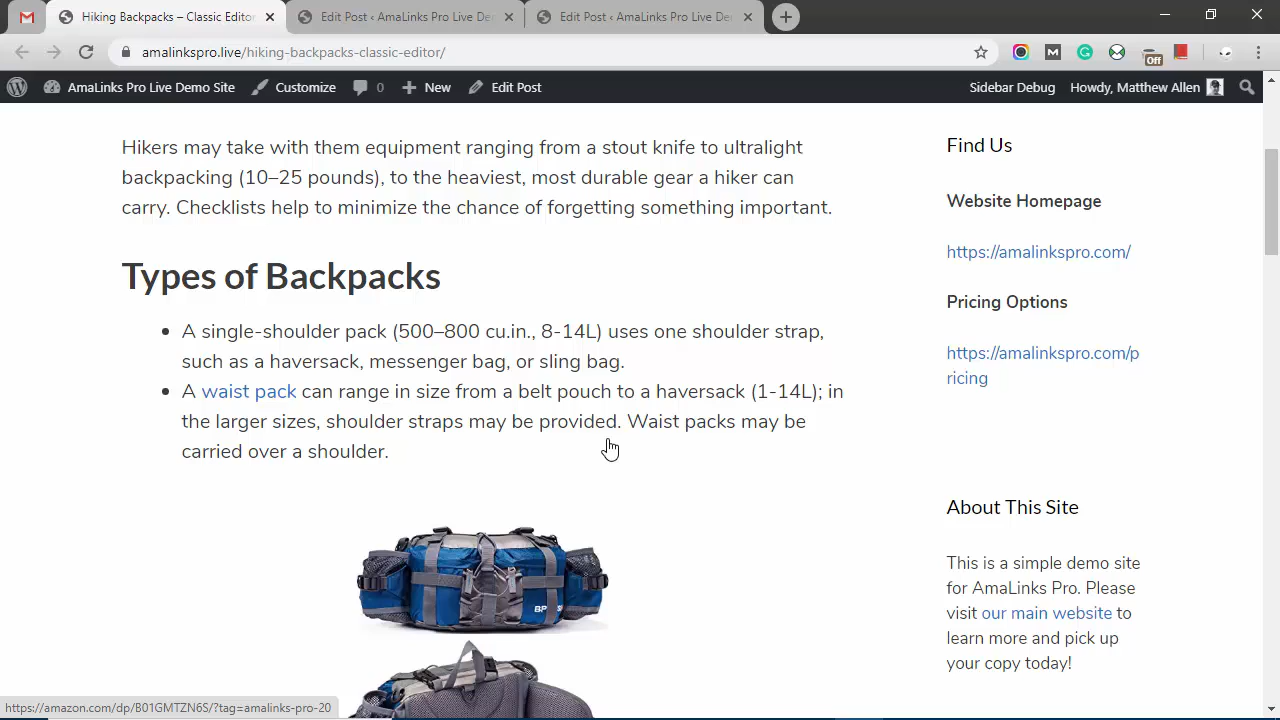 Hiking Backpacks – Classic Editor
Edit Post ‹ AmaLinks Pro Live De
Edit Post ‹ AmaLinks Pro Live De
amalinkspro.live/hiking-backpacks-classic-editor/
Off
AmaLinks Pro Live Demo Site
Customize
0
New
Edit Post
Sidebar Debug
Howdy, Matthew Allen
Hikers may take with them equipment ranging from a stout knife to ultralight
backpacking (10–25 pounds), to the heaviest, most durable gear a hiker can
carry. Checklists help to minimize the chance of forgetting something important.
Types of Backpacks
A single-shoulder pack (500–800 cu.in., 8-14L) uses one shoulder strap,
such as a haversack, messenger bag, or sling bag.
A waist pack can range in size from a belt pouch to a haversack (1-14L); in
the larger sizes, shoulder straps may be provided. Waist packs may be
carried over a shoulder.
Find Us
Website Homepage
https://amalinkspro.com/
Pricing Options
https://amalinkspro.com/p
ricing
About This Site
This is a simple demo site
for AmaLinks Pro. Please
visit our main website to
learn more and pick up
your copy today!
https://amazon.com/dp/B01GMTZN6S/?tag=amalinks-pro-20